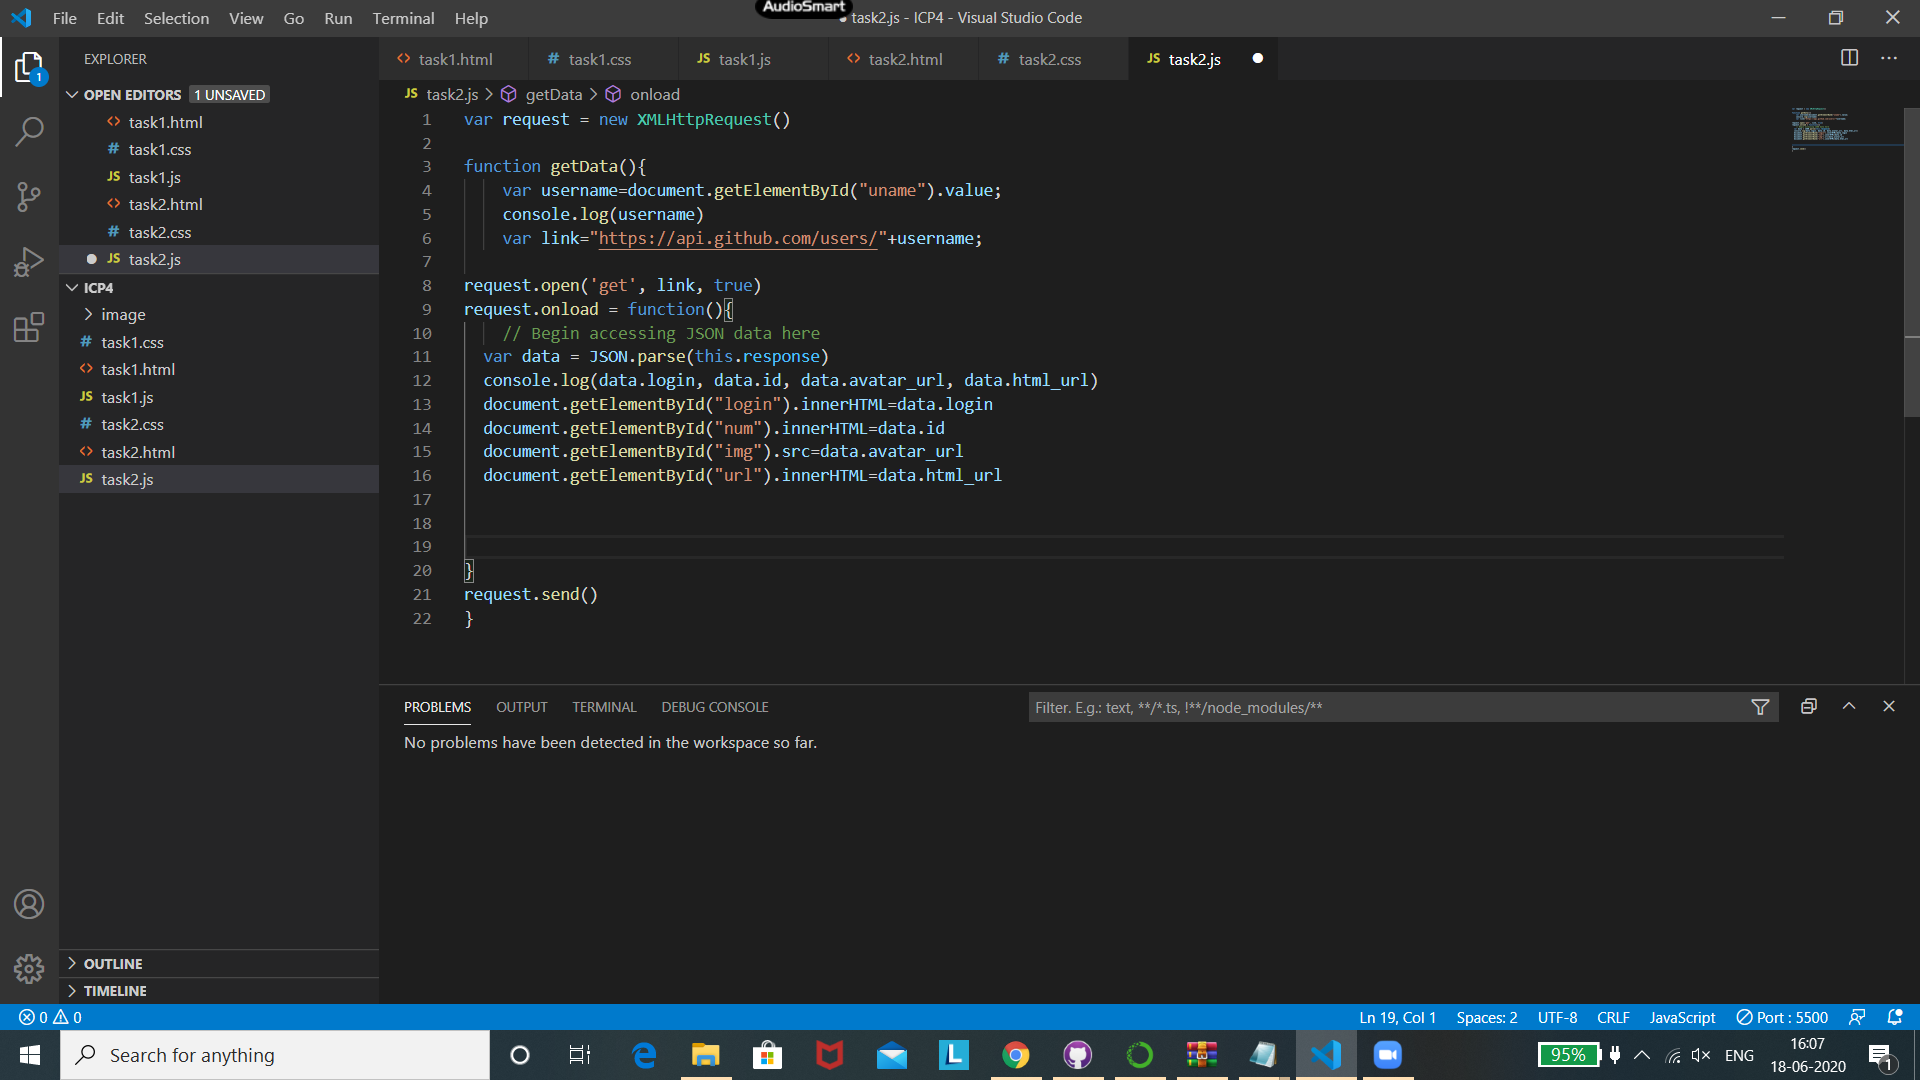 AudioSmart
File Edit Selection View Go Run Terminal Help
● task2.js - ICP4 - Visual Studio Code
1
EXPLORER
OPEN EDITORS 1 UNSAVED
<> task1.html
# task1.css
JS task1.js
<> task2.html
# task2.css
● JS task2.js
ICP4
> image
# task1.css
<> task1.html
JS task1.js
# task2.css
<> task2.html
JS task2.js
> OUTLINE
> TIMELINE
<> task1.html # task1.css JS task1.js <> task2.html # task2.css JS task2.js ●
JS task2.js > getData > onload
1 var request = new XMLHttpRequest()
2
3 function getData(){
4 var username=document.getElementById("uname").value;
5 console.log(username)
6 var link="https://api.github.com/users/"+username;
7
8 request.open('get', link, true)
9 request.onload = function(){
10 // Begin accessing JSON data here
11 var data = JSON.parse(this.response)
12 console.log(data.login, data.id, data.avatar_url, data.html_url)
13 document.getElementById("login").innerHTML=data.login
14 document.getElementById("num").innerHTML=data.id
15 document.getElementById("img").src=data.avatar_url
16 document.getElementById("url").innerHTML=data.html_url
17
18
19
20 }
21 request.send()
22 }
PROBLEMS OUTPUT TERMINAL DEBUG CONSOLE
Filter. E.g.: text, **/*.ts, !**/node_modules/**
No problems have been detected in the workspace so far.
0 0
Ln 19, Col 1 Spaces: 2 UTF-8 CRLF JavaScript Port : 5500
Search for anything
L
95%
ENG
16:07
18-06-2020
1